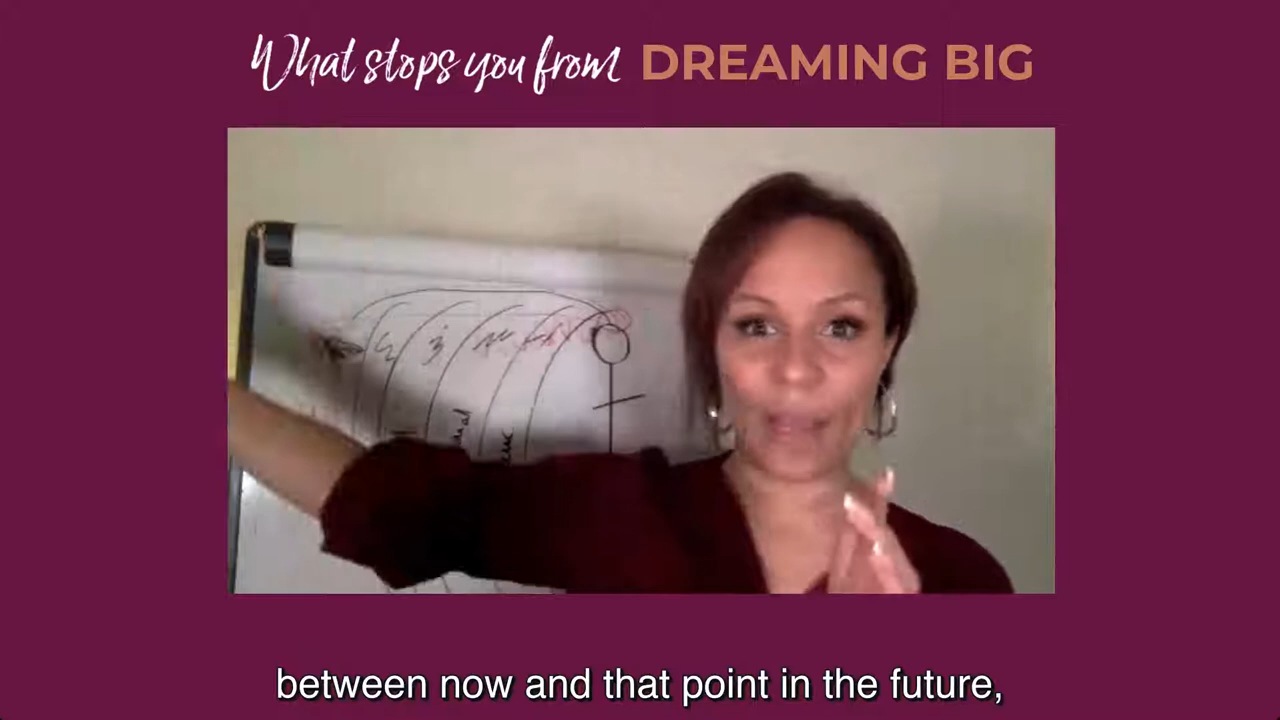 What stops you from DREAMING BIG
between now and that point in the future,